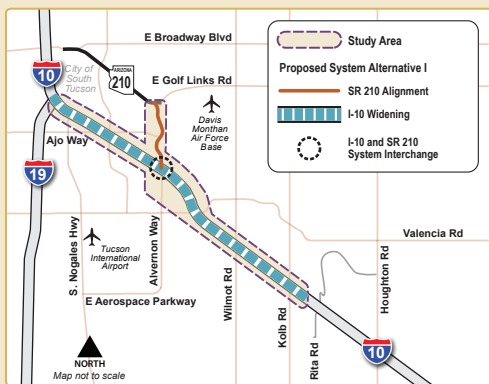 E Broadway Blvd
10
City of
South
Tucson
ARIZONA
210
E Golf Links Rd
Davis
Monthan
Air Force
Base
Ajo Way
19
S. Nogales Hwy
Tucson
International
Airport
Alvernon Way
Wilmot Rd
Valencia Rd
Houghton Rd
E Aerospace Parkway
Kolb Rd
Rita Rd
10
NORTH
Map not to scale
Study Area
Proposed System Alternative I
SR 210 Alignment
I-10 Widening
I-10 and SR 210
System Interchange